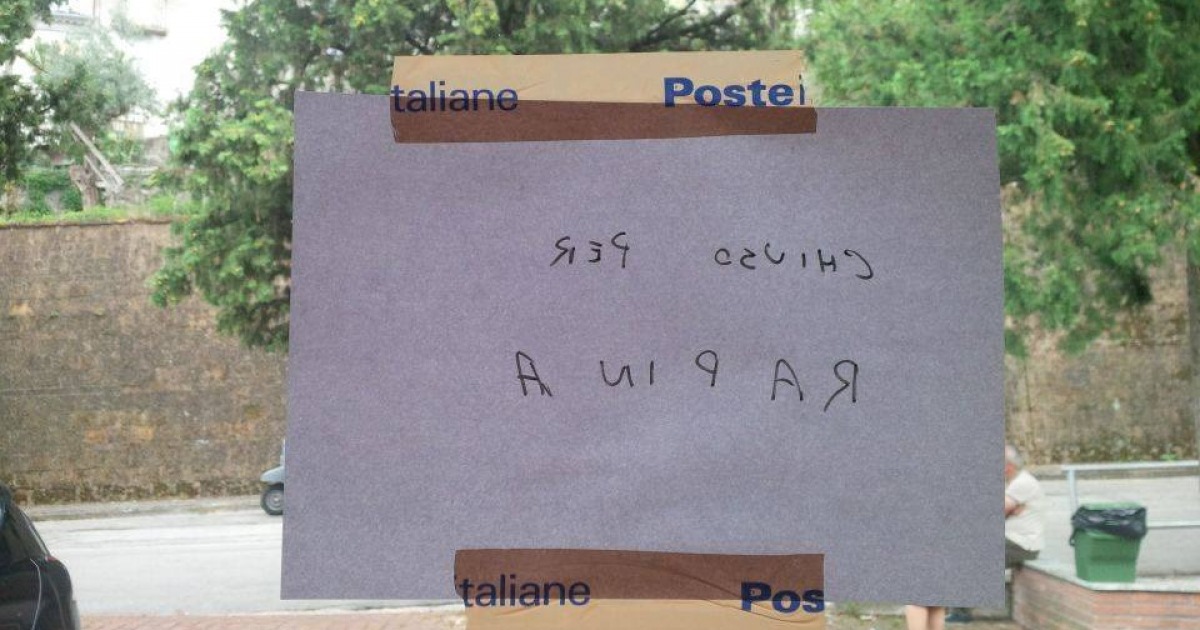 taliane Postei
CHIUSO PER
RAPINA
taliane Pos